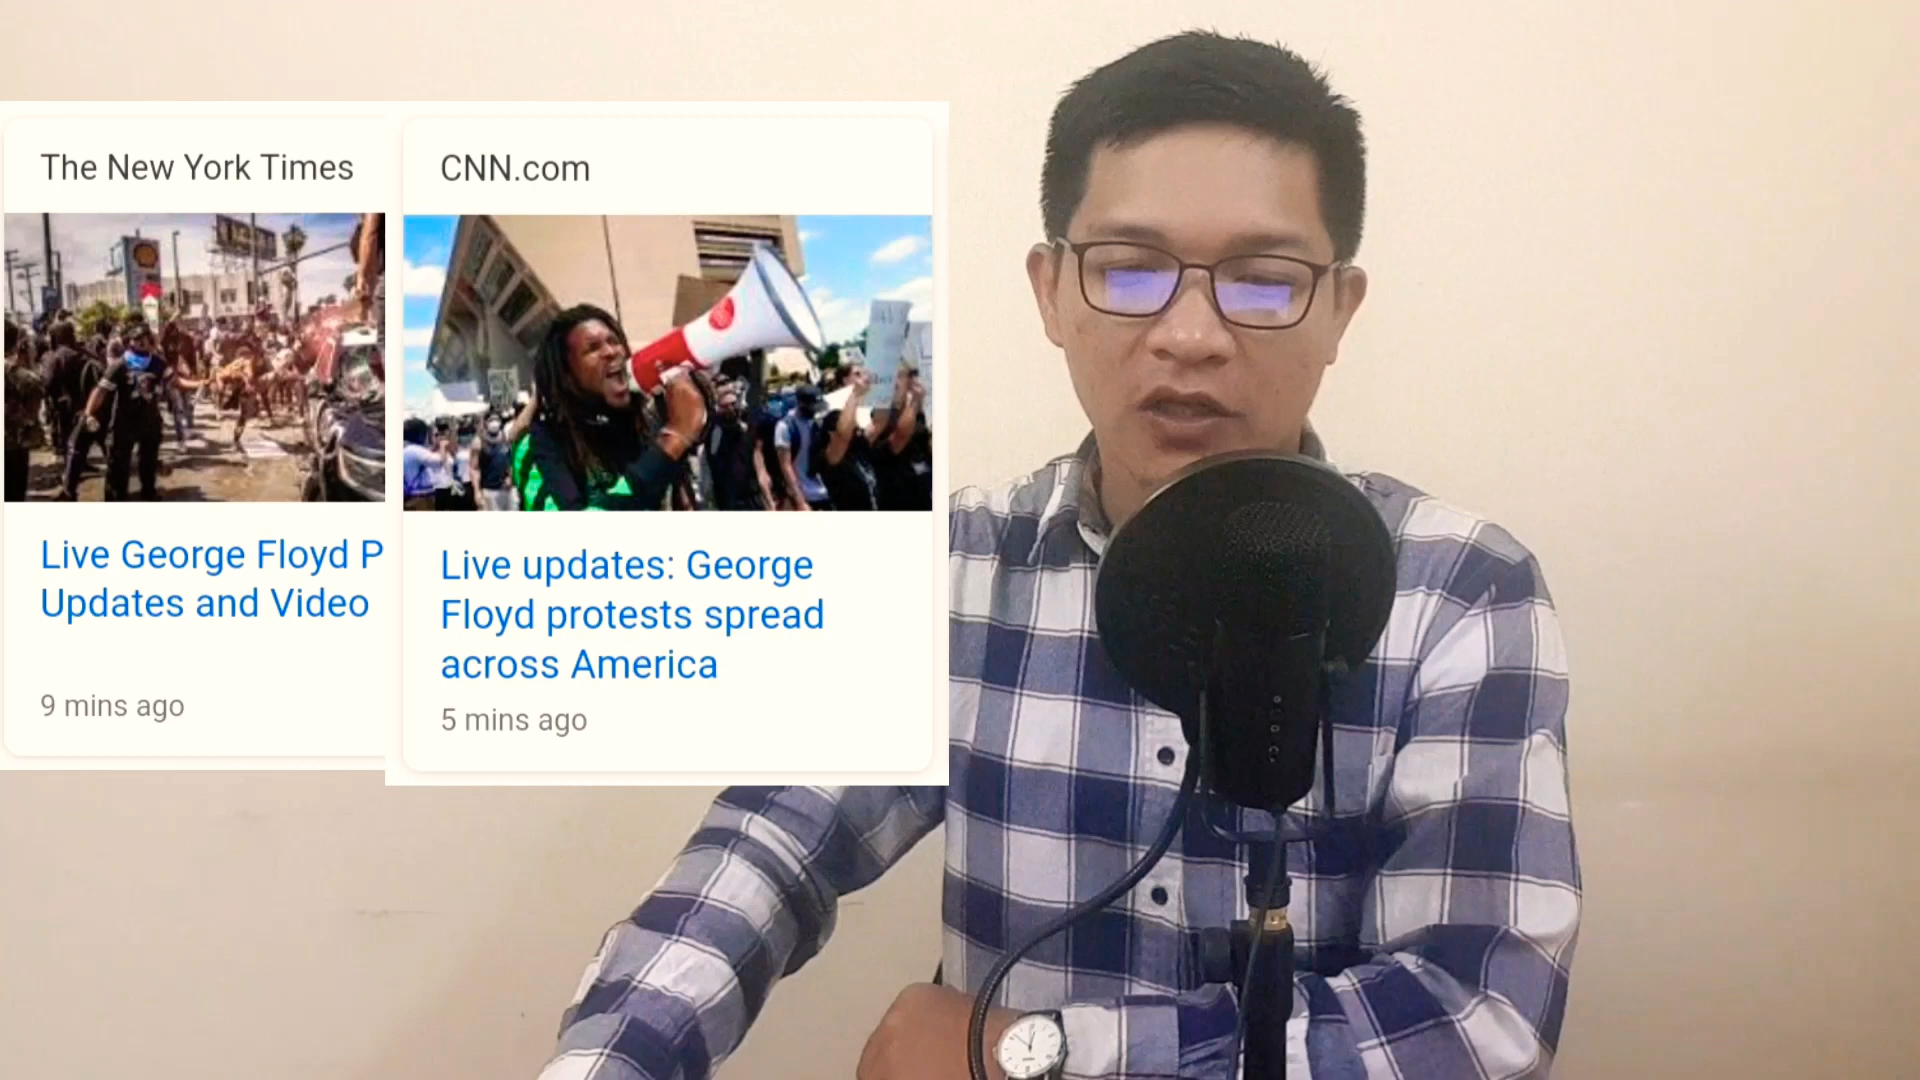 The New York Times
Live George Floyd P
Updates and Video
9 mins ago
CNN.com
Live updates: George
Floyd protests spread
across America
5 mins ago